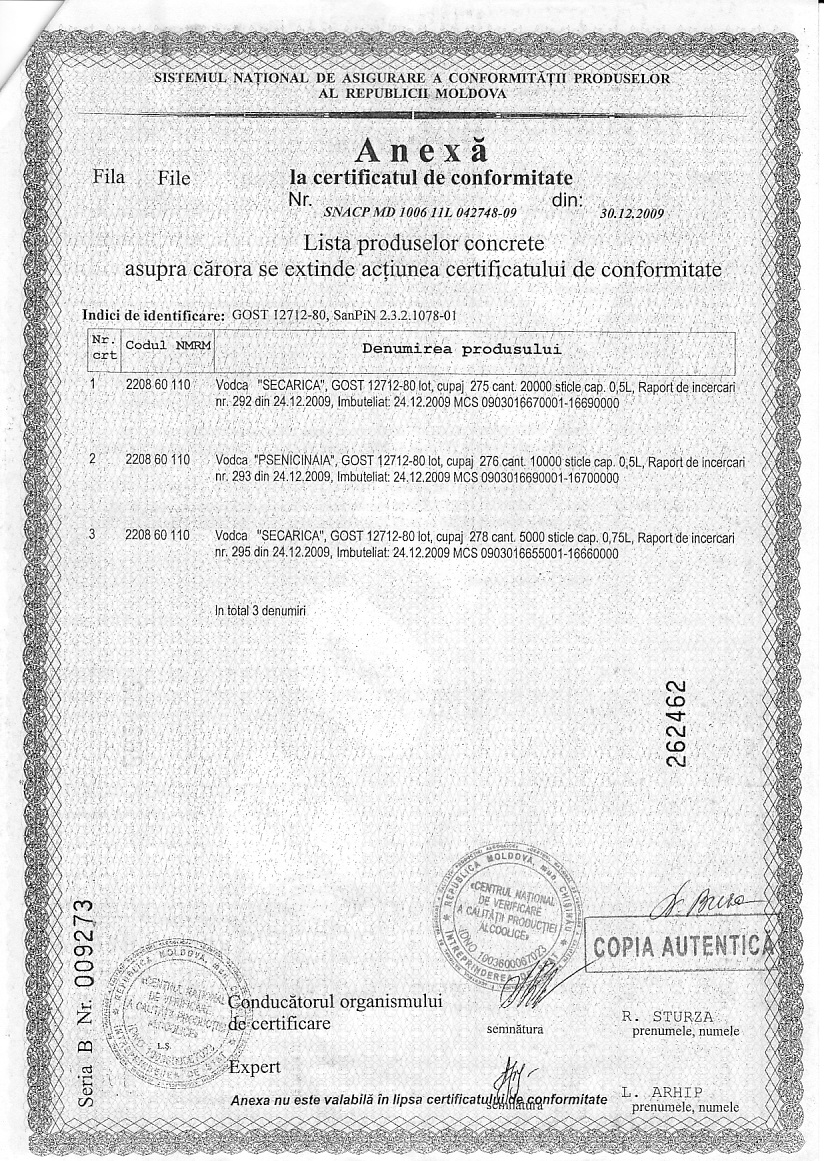 SISTEMUL NAŢIONAL DE ASIGURARE A CONFORMITĂŢII PRODUSELOR
AL REPUBLICII MOLDOVA
Anexă
Fila File
la certificatul de conformitate
Nr. SNACP MD 1006 11L 042748-09 din: 30.12.2009
Lista produselor concrete
asupra cărora se extinde acţiunea certificatului de conformitate
Indici de identificare: GOST 12712-80, SanPiN 2.3.2.1078-01
Nr. crt Codul NMRM Denumirea produsului
1 2208 60 110 Vodca "SECARICA", GOST 12712-80 lot, cupaj 275 cant. 20000 sticle cap. 0,5L, Raport de incercari
nr. 292 din 24.12.2009, Imbuteliat: 24.12.2009 MCS 0903016670001-16690000
2 2208 60 110 Vodca "PSENICINAIA", GOST 12712-80 lot, cupaj 276 cant. 10000 sticle cap. 0,5L, Raport de incercari
nr. 293 din 24.12.2009, Imbuteliat: 24.12.2009 MCS 0903016690001-16700000
3 2208 60 110 Vodca "SECARICA", GOST 12712-80 lot, cupaj 278 cant. 5000 sticle cap. 0,75L, Raport de incercari
nr. 295 din 24.12.2009, Imbuteliat: 24.12.2009 MCS 0903016655001-16660000
In total 3 denumiri
262462
REPUBLICA MOLDOVA, mun. CHIŞINĂU
«CENTRUL NAŢIONAL
DE VERIFICARE
A CALITĂŢII PRODUCŢIEI
ALCOOLICE»
IDNO 1003600067023
ÎNTREPRINDEREA DE STAT
COPIA AUTENTICĂ
Seria B Nr. 009273
REPUBLICA MOLDOVA,
«CENTRUL NAŢIONAL
DE VERIFICARE
A CALITĂŢII PRODUCŢIEI
ALCOOLICE»
L.Ş.
ÎNTREPRINDEREA DE STAT
Conducătorul organismului
de certificare
semnătura
R. STURZA
prenumele, numele
Expert
semnătura
L. ARHIP
prenumele, numele
Anexa nu este valabilă în lipsa certificatului de conformitate